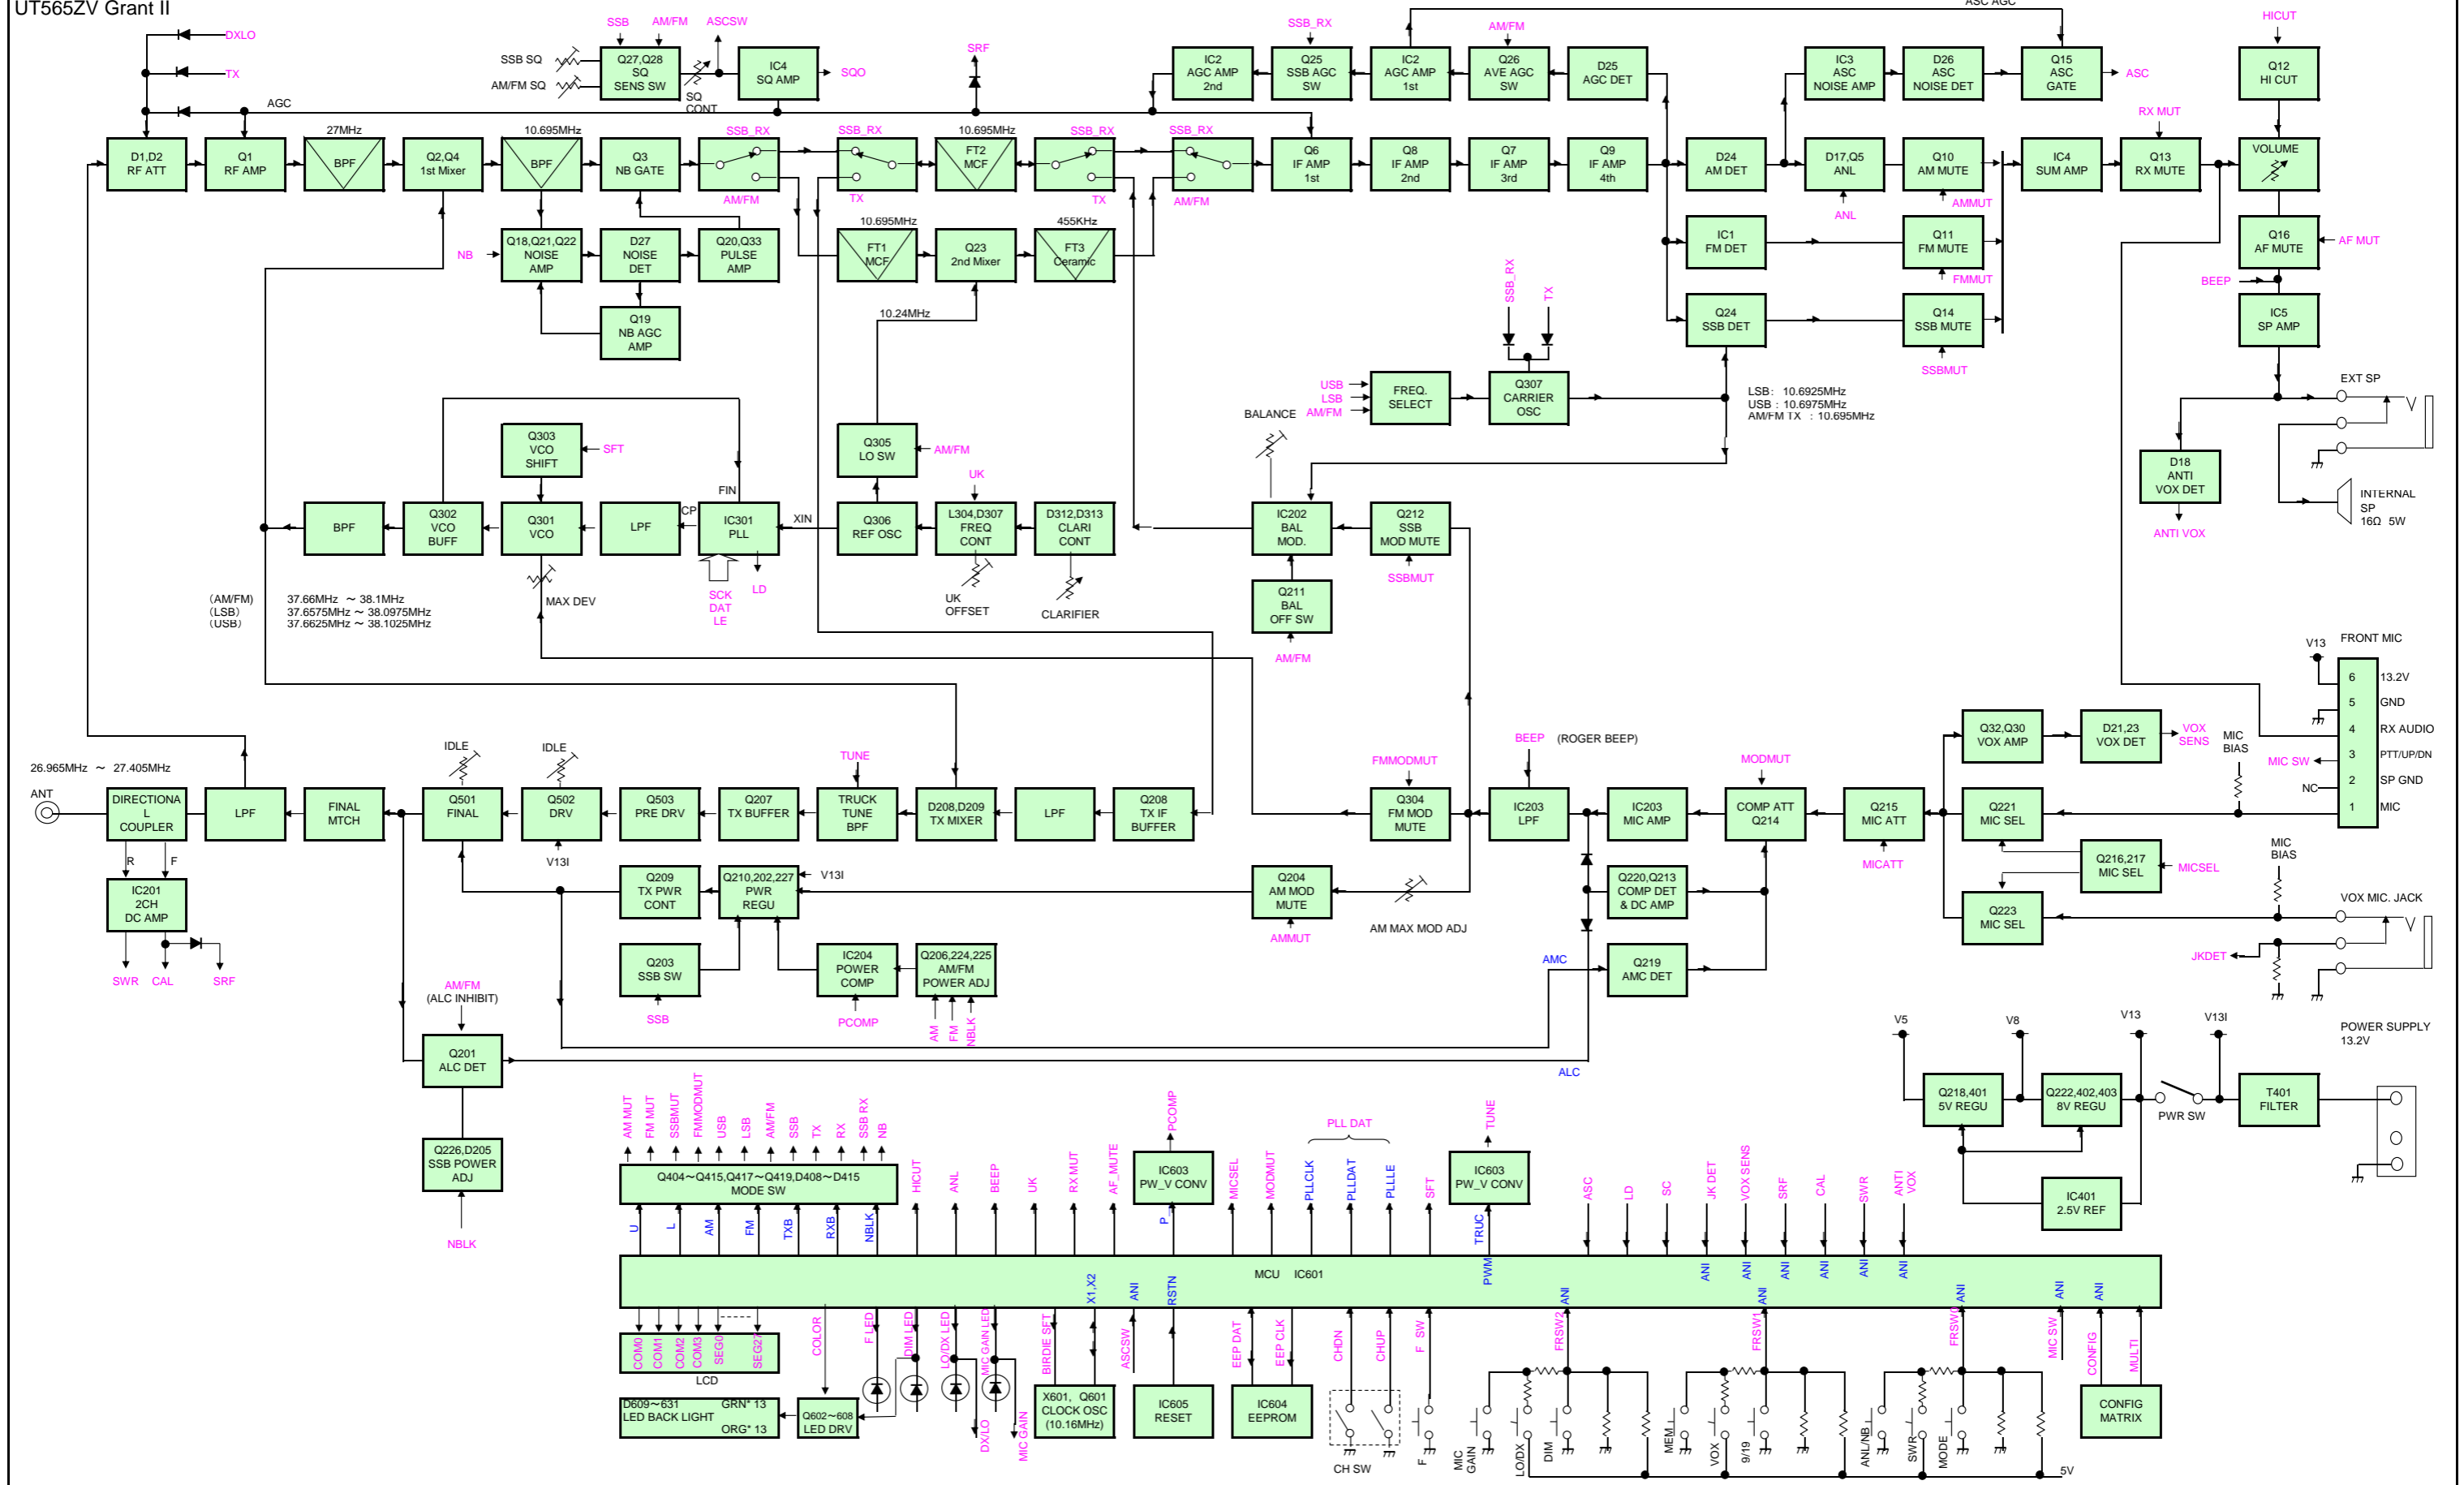 UT565ZV Grant II
ASC AGC
DXLO
TX
AGC
SSB
AM/FM
ASCSW
SSB SQ
AM/FM SQ
Q27,Q28
SQ
SENS SW
SQ
CONT
IC4
SQ AMP
SQO
SRF
IC2
AGC AMP
2nd
SSB_RX
Q25
SSB AGC
SW
IC2
AGC AMP
1st
AM/FM
Q26
AVE AGC
SW
D25
AGC DET
IC3
ASC
NOISE AMP
D26
ASC
NOISE DET
Q15
ASC
GATE
ASC
HICUT
Q12
HI CUT
D1,D2
RF ATT
Q1
RF AMP
27MHz
BPF
Q2,Q4
1st Mixer
10.695MHz
BPF
Q3
NB GATE
SSB_RX
AM/FM
SSB_RX
TX
10.695MHz
FT2
MCF
SSB_RX
TX
SSB_RX
AM/FM
Q6
IF AMP
1st
Q8
IF AMP
2nd
Q7
IF AMP
3rd
Q9
IF AMP
4th
D24
AM DET
D17,Q5
ANL
ANL
Q10
AM MUTE
AMMUT
IC4
SUM AMP
RX MUT
Q13
RX MUTE
VOLUME
NB
Q18,Q21,Q22
NOISE
AMP
D27
NOISE
DET
Q20,Q33
PULSE
AMP
10.695MHz
FT1
MCF
Q23
2nd Mixer
455KHz
FT3
Ceramic
IC1
FM DET
Q11
FM MUTE
FMMUT
Q16
AF MUTE
AF MUT
BEEP
Q19
NB AGC
AMP
10.24MHz
SSB_RX
TX
Q24
SSB DET
Q14
SSB MUTE
SSBMUT
IC5
SP AMP
USB
LSB
AM/FM
FREQ.
SELECT
Q307
CARRIER
OSC
LSB: 10.6925MHz
USB : 10.6975MHz
AM/FM TX : 10.695MHz
EXT SP
BALANCE
Q303
VCO
SHIFT
SFT
Q305
LO SW
AM/FM
D18
ANTI
VOX DET
ANTI VOX
INTERNAL
SP
16Ω 5W
FIN
UK
BPF
Q302
VCO
BUFF
Q301
VCO
LPF
CP
IC301
PLL
XIN
Q306
REF OSC
L304,D307
FREQ
CONT
D312,D313
CLARI
CONT
IC202
BAL
MOD.
Q212
SSB
MOD MUTE
SSBMUT
MAX DEV
SCK
DAT
LE
LD
UK
OFFSET
CLARIFIER
Q211
BAL
OFF SW
AM/FM
(AM/FM) 37.66MHz ～ 38.1MHz
(LSB) 37.6575MHz ～ 38.0975MHz
(USB) 37.6625MHz ～ 38.1025MHz
V13
FRONT MIC
6 13.2V
5 GND
4 RX AUDIO
3 PTT/UP/DN
2 SP GND
1 MIC
MIC SW
NC
26.965MHz ～ 27.405MHz
ANT
DIRECTIONA
L
COUPLER
LPF
FINAL
MTCH
IDLE
Q501
FINAL
IDLE
Q502
DRV
V13I
Q503
PRE DRV
Q207
TX BUFFER
TUNE
TRUCK
TUNE
BPF
D208,D209
TX MIXER
LPF
Q208
TX IF
BUFFER
FMMODMUT
Q304
FM MOD
MUTE
BEEP (ROGER BEEP)
IC203
LPF
IC203
MIC AMP
MODMUT
COMP ATT
Q214
Q215
MIC ATT
MICATT
Q32,Q30
VOX AMP
D21,23
VOX DET
VOX
SENS
MIC
BIAS
Q221
MIC SEL
R
F
IC201
2CH
DC AMP
SWR
CAL
SRF
Q209
TX PWR
CONT
Q210,202,227
PWR
REGU
V13I
Q204
AM MOD
MUTE
AMMUT
AM MAX MOD ADJ
Q220,Q213
COMP DET
& DC AMP
Q216,217
MIC SEL
MICSEL
MIC
BIAS
Q223
MIC SEL
VOX MIC. JACK
JKDET
Q203
SSB SW
SSB
IC204
POWER
COMP
PCOMP
Q206,224,225
AM/FM
POWER ADJ
AM
FM
NBLK
AMC
Q219
AMC DET
AM/FM
(ALC INHIBIT)
Q201
ALC DET
ALC
Q226,D205
SSB POWER
ADJ
NBLK
V5
V8
V13
V13I
POWER SUPPLY
13.2V
Q218,401
5V REGU
Q222,402,403
8V REGU
PWR SW
T401
FILTER
IC401
2.5V REF
AM MUT
FM MUT
SSBMUT
FMMODMUT
USB
LSB
AM/FM
SSB
TX
RX
SSB RX
NB
Q404～Q415,Q417～Q419,D408～D415
MODE SW
U
L
AM
FM
TXB
RXB
NBLK
HICUT
ANL
BEEP
UK
RX MUT
AF_MUTE
PCOMP
IC603
PW_V CONV
P
MICSEL
MODMUT
PLL DAT
PLLCLK
PLLDAT
PLLLE
SFT
TUNE
IC603
PW_V CONV
TRUC
PWM
ASC
LD
SC
JK DET
VOX SENS
SRF
CAL
SWR
ANTI
VOX
ANI
ANI
ANI
ANI
ANI
ANI
MCU IC601
X1,X2
ANI
RSTN
ANI
ANI
ANI
ANI
ANI
COM0
COM1
COM2
COM3
SEG0
SEG27
LCD
COLOR
F LED
DIM LED
LO/DX LED
MIC GAIN LED
DX/LO
MIC GAIN
BIRDIE SFT
ASCSW
EEP DAT
EEP CLK
CHDN
CHUP
F SW
FRSW2
FRSW1
FRSW0
MIC SW
CONFIG
MULTI
D609～631 GRN* 13
LED BACK LIGHT
ORG* 13
Q602～608
LED DRV
X601, Q601
CLOCK OSC
(10.16MHz)
IC605
RESET
IC604
EEPROM
CH SW
F
MIC
GAIN
LO/DX
DIM
MEM
VOX
9/19
ANL/NB
SWR
MODE
5V
CONFIG
MATRIX